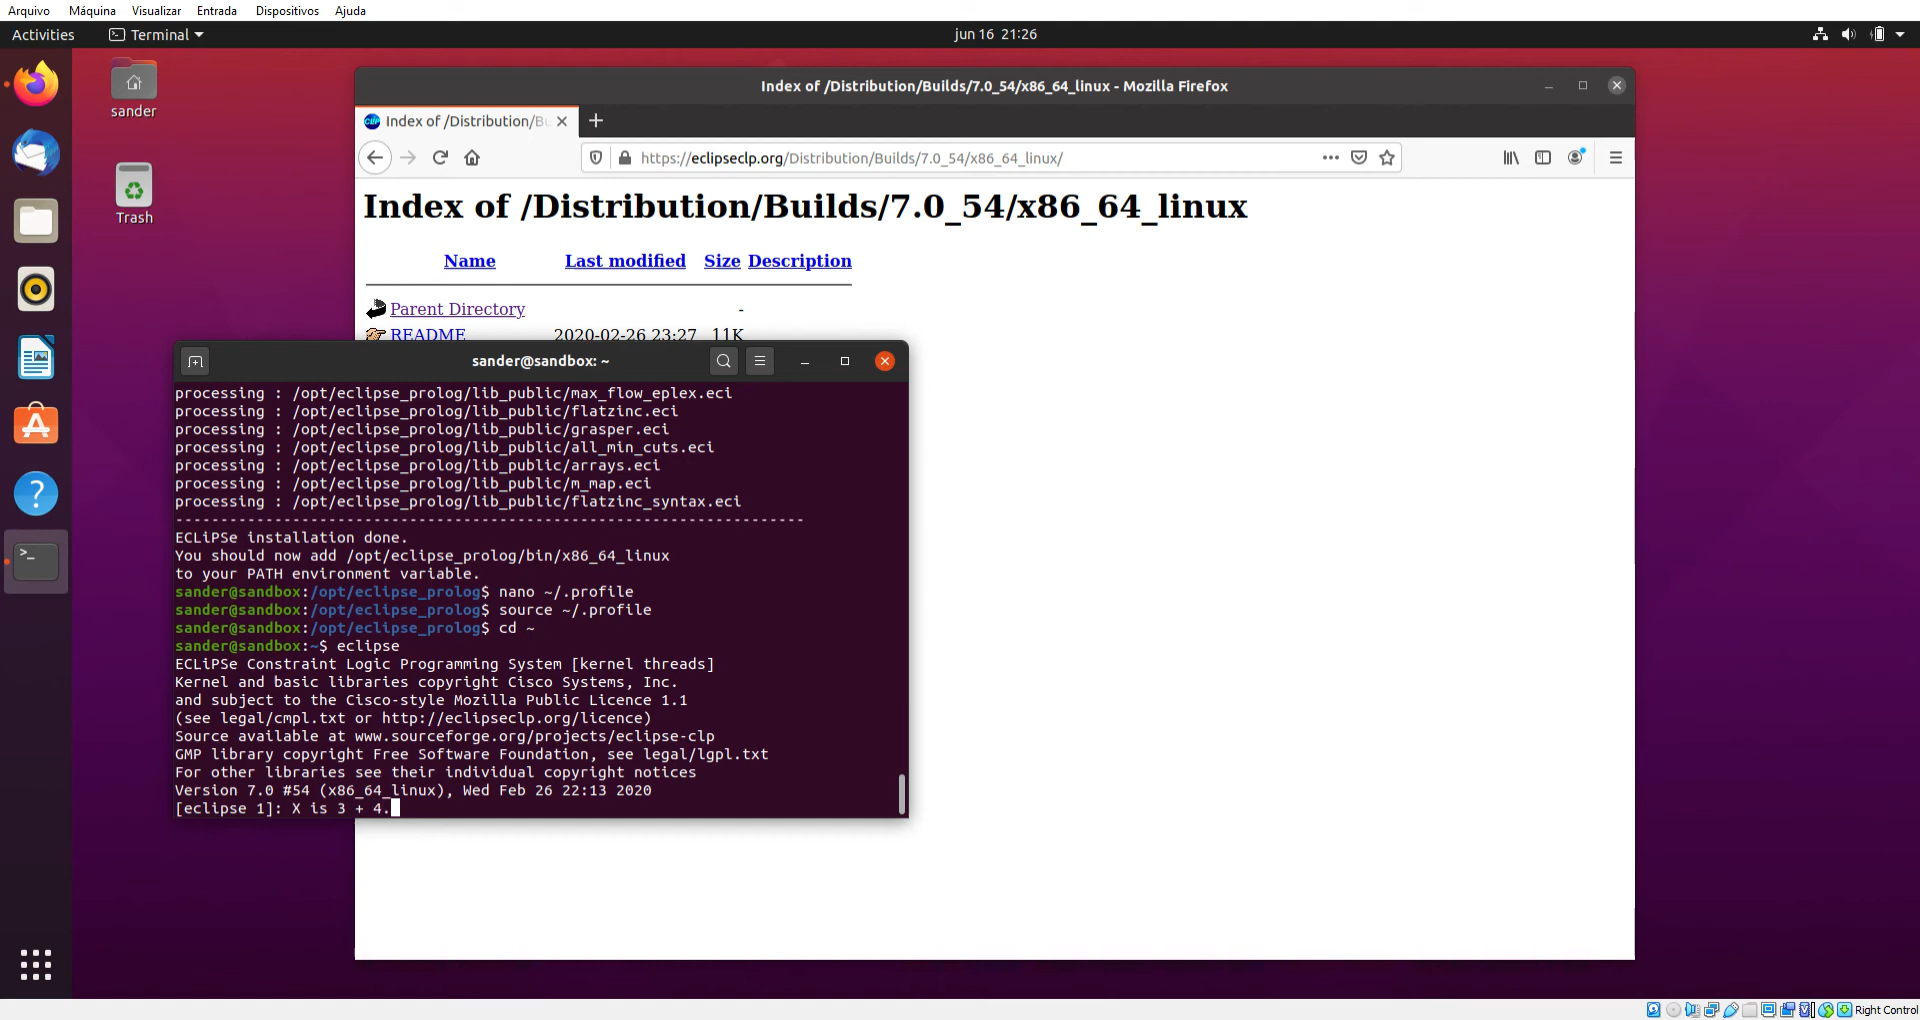 Arquivo Máquina Visualizar Entrada Dispositivos Ajuda
Activities Terminal jun 16 21:26
sander
Trash
Index of /Distribution/Builds/7.0_54/x86_64_linux - Mozilla Firefox
Index of /Distribution/B
https://eclipseclp.org/Distribution/Builds/7.0_54/x86_64_linux/
Index of /Distribution/Builds/7.0_54/x86_64_linux
Name Last modified Size Description
Parent Directory -
README 2020-02-26 23:27 11K
sander@sandbox: ~
processing : /opt/eclipse_prolog/lib_public/max_flow_eplex.eci
processing : /opt/eclipse_prolog/lib_public/flatzinc.eci
processing : /opt/eclipse_prolog/lib_public/grasper.eci
processing : /opt/eclipse_prolog/lib_public/all_min_cuts.eci
processing : /opt/eclipse_prolog/lib_public/arrays.eci
processing : /opt/eclipse_prolog/lib_public/m_map.eci
processing : /opt/eclipse_prolog/lib_public/flatzinc_syntax.eci
----------------------------------------------------------------------
ECLiPSe installation done.
You should now add /opt/eclipse_prolog/bin/x86_64_linux
to your PATH environment variable.
sander@sandbox:/opt/eclipse_prolog$ nano ~/.profile
sander@sandbox:/opt/eclipse_prolog$ source ~/.profile
sander@sandbox:/opt/eclipse_prolog$ cd ~
sander@sandbox:~$ eclipse
ECLiPSe Constraint Logic Programming System [kernel threads]
Kernel and basic libraries copyright Cisco Systems, Inc.
and subject to the Cisco-style Mozilla Public Licence 1.1
(see legal/cmpl.txt or http://eclipseclp.org/licence)
Source available at www.sourceforge.org/projects/eclipse-clp
GMP library copyright Free Software Foundation, see legal/lgpl.txt
For other libraries see their individual copyright notices
Version 7.0 #54 (x86_64_linux), Wed Feb 26 22:13 2020
[eclipse 1]: X is 3 + 4.
Right Control